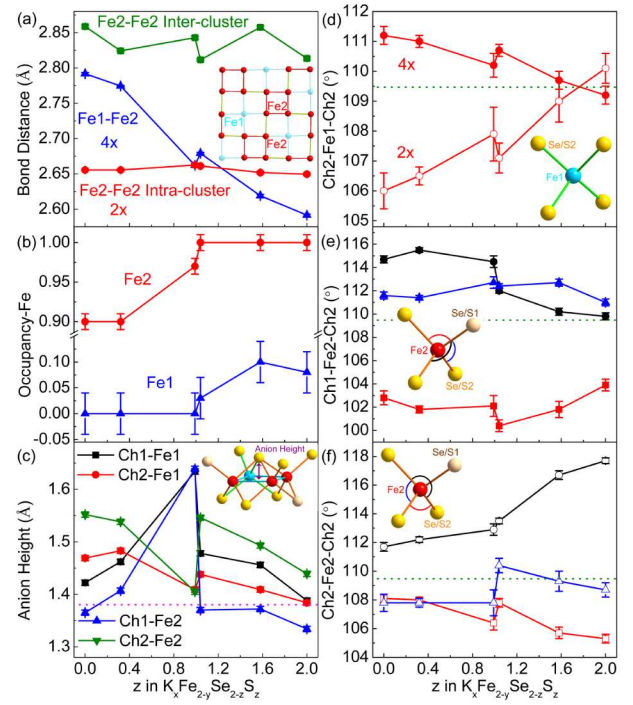 (a)
Fe2-Fe2 Inter-cluster
2.85
2.80
2.75
2.70
2.65
2.60
Bond Distance (Å)
Fe1-Fe2
4x
Fe1
Fe2
Fe2
Fe2-Fe2 Intra-cluster
2x
(b)
1.00
0.95
0.90
0.10
0.05
0.00
-0.05
Occupancy-Fe
Fe2
Fe1
(c)
1.6
1.5
1.4
1.3
Anion Height (Å)
Anion Height
Ch1-Fe1
Ch2-Fe1
Ch1-Fe2
Ch2-Fe2
0.0 0.4 0.8 1.2 1.6 2.0
z in KxFe2-ySe2-zSz
(d)
112
111
110
109
108
107
106
105
Ch2-Fe1-Ch2 (°)
4x
2x
Se/S2
Fe1
(e)
116
114
112
110
108
106
104
102
100
Ch1-Fe2-Ch2 (°)
Se/S1
Fe2
Se/S2
(f)
118
116
114
112
110
108
106
104
Ch2-Fe2-Ch2 (°)
Se/S1
Fe2
Se/S2
0.0 0.4 0.8 1.2 1.6 2.0
z in KxFe2-ySe2-zSz